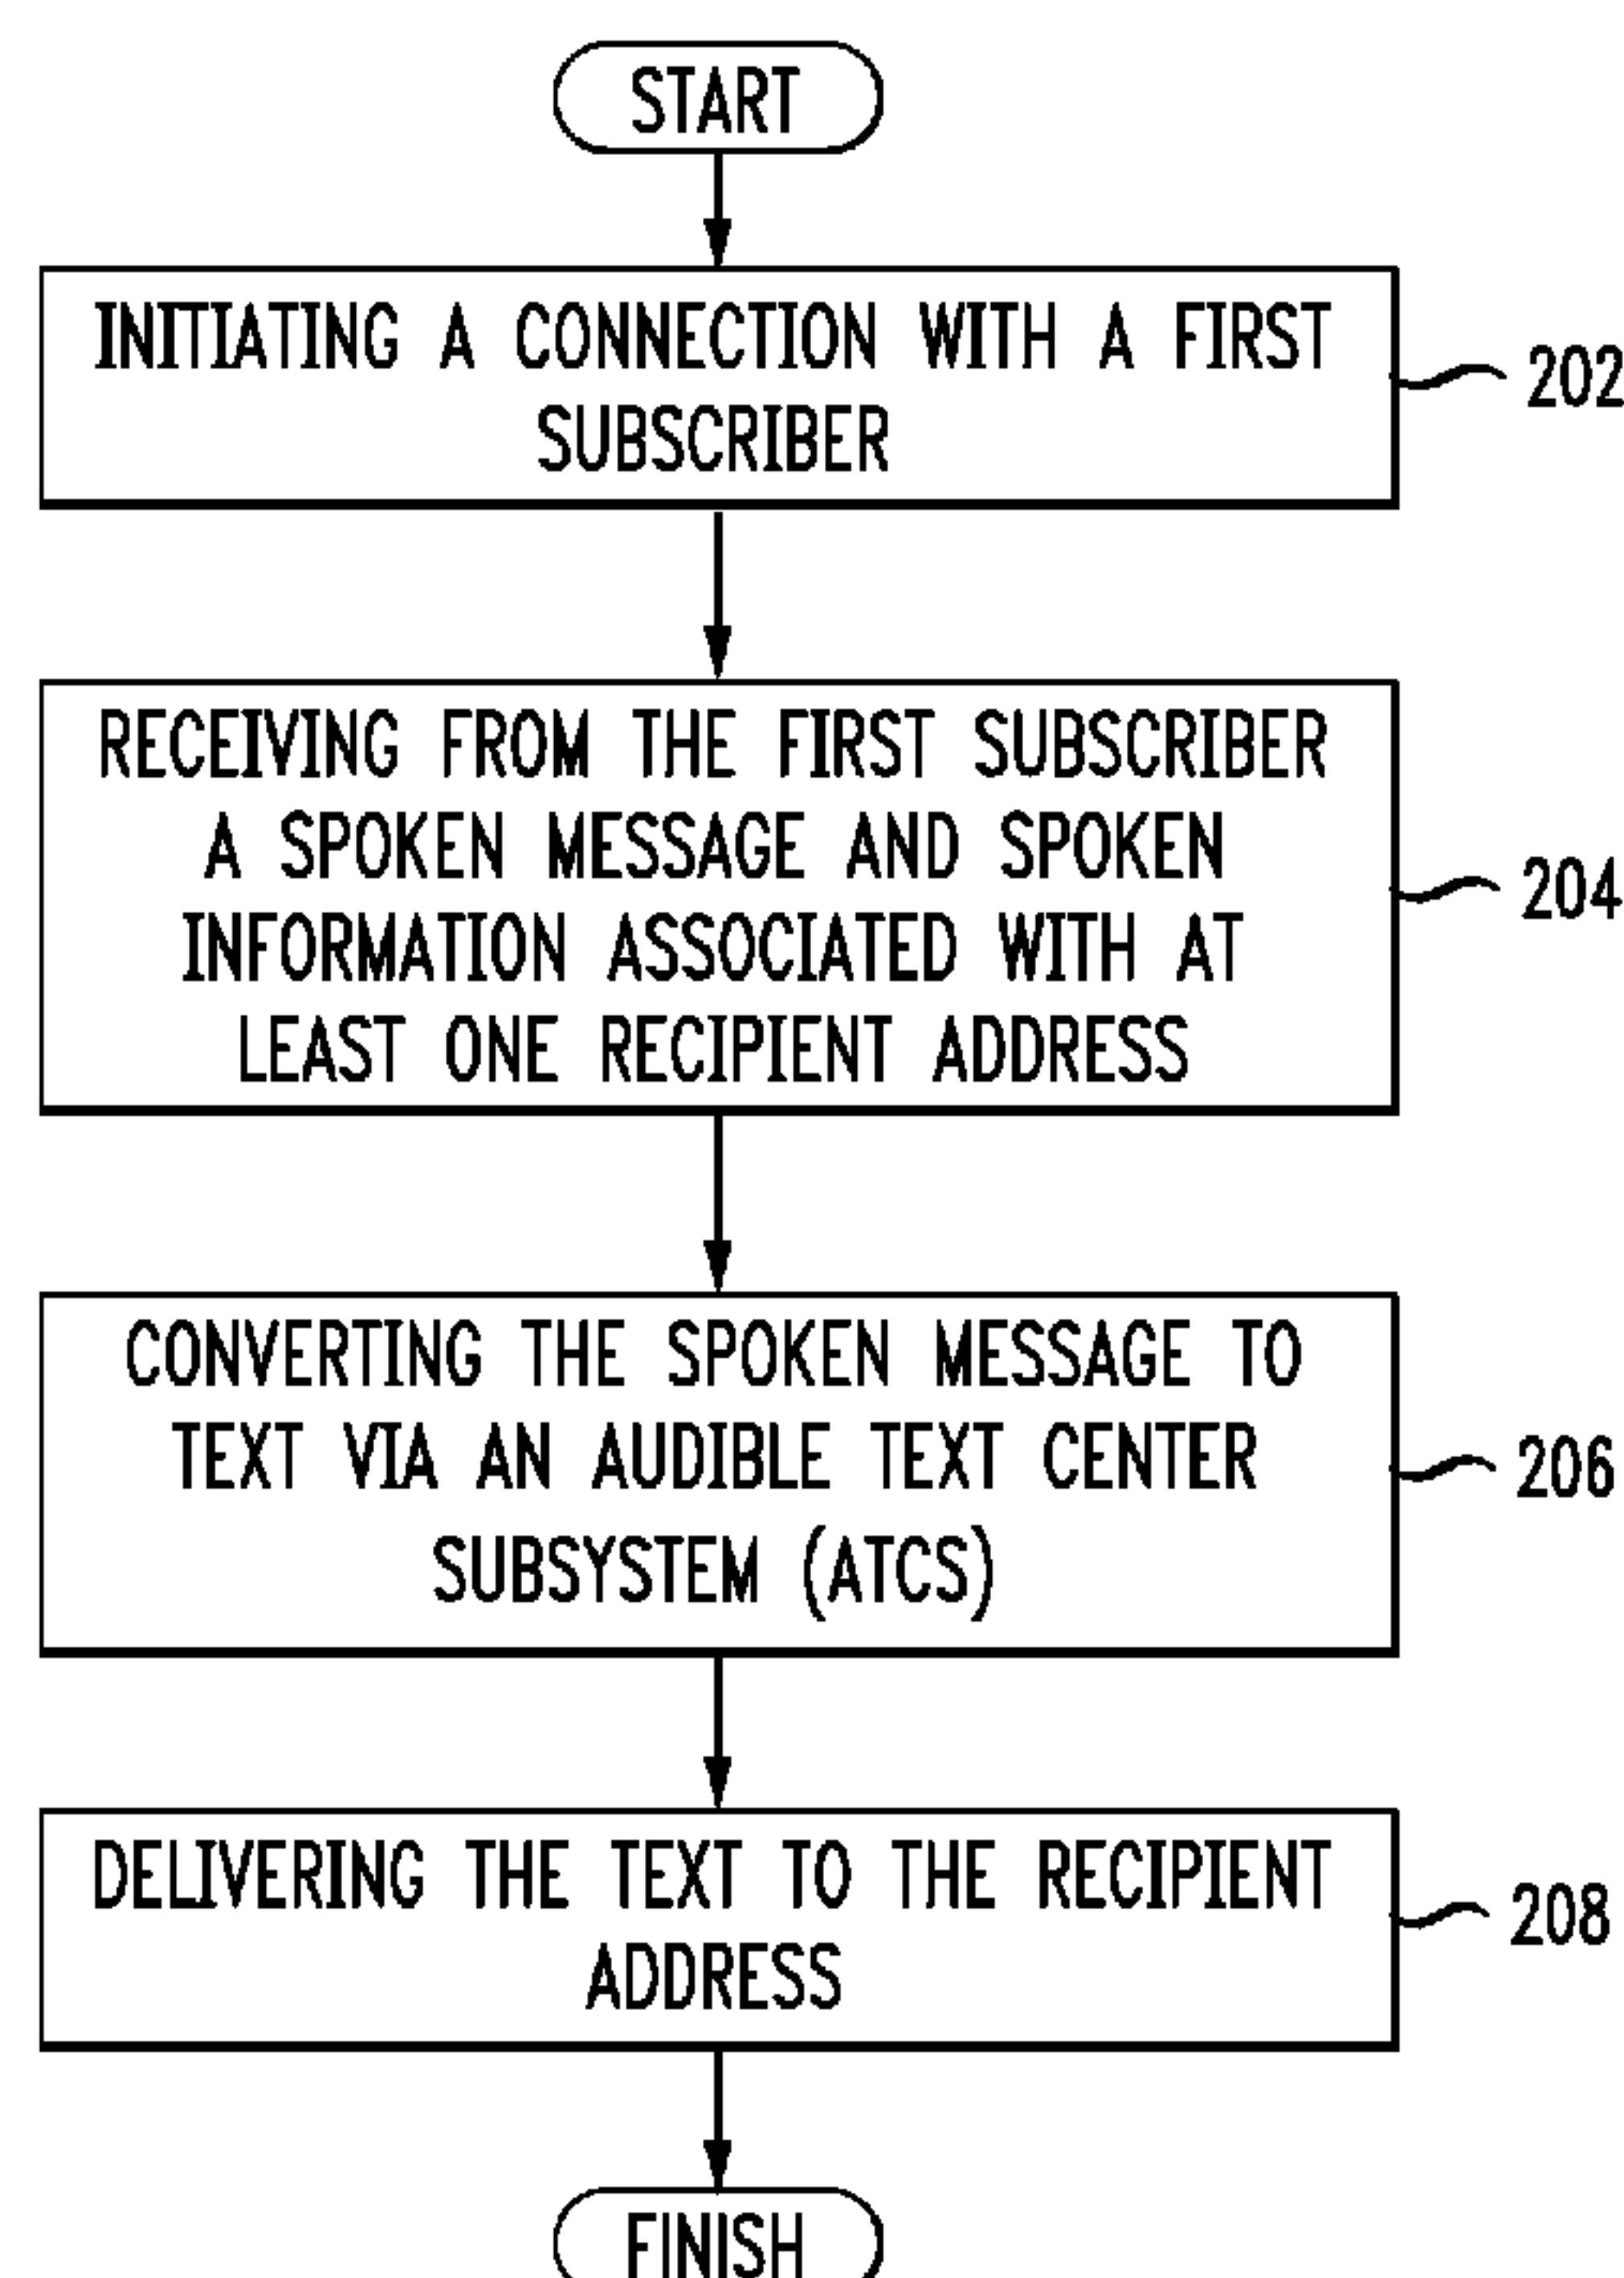 START
INITIATING A CONNECTION WITH A FIRST
SUBSCRIBER
202
RECEIVING FROM THE FIRST SUBSCRIBER
A SPOKEN MESSAGE AND SPOKEN
INFORMATION ASSOCIATED WITH AT
LEAST ONE RECIPIENT ADDRESS
204
CONVERTING THE SPOKEN MESSAGE TO
TEXT VIA AN AUDIBLE TEXT CENTER
SUBSYSTEM (ATCS)
206
DELIVERING THE TEXT TO THE RECIPIENT
ADDRESS
208
FINISH